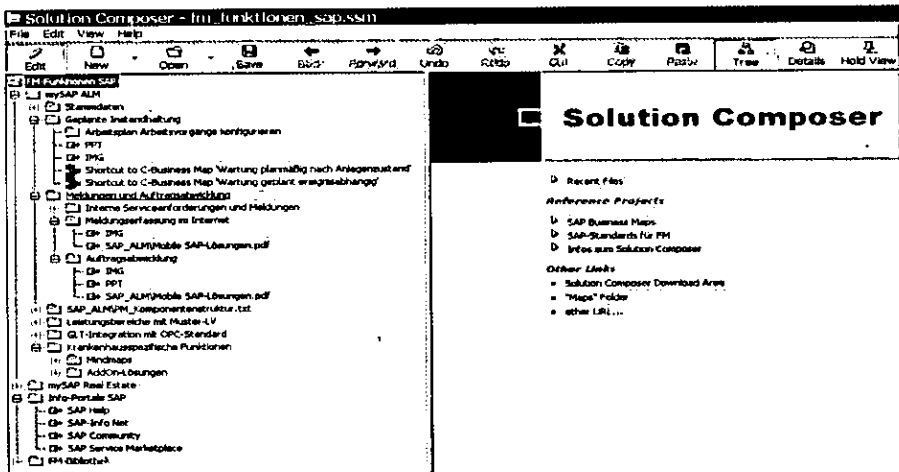 Solution Composer - fm_funktionen_sap.ssm
File Edit View Help
Edit New Open Save Back Forward Undo Redo Cut Copy Paste Tree Details Hold View
FM-Funktionen SAP
mySAP ALM
Stammdaten
Geplante Instandhaltung
Arbeitsplan Arbeitsvorgänge konfigurieren
PPT
IMG
Shortcut to C-Business Map 'Wartung planmäßig nach Anlagenzustand'
Shortcut to C-Business Map 'Wartung geplant ereignisabhängig'
Meldungen und Auftragsabwicklung
Interne Serviceanforderungen und Meldungen
Meldungserfassung im Internet
IMG
SAP_ALM\Mobile SAP-Lösungen.pdf
Auftragsabwicklung
IMG
PPT
SAP_ALM\Mobile SAP-Lösungen.pdf
SAP_ALM\PM_Komponentenstruktur.txt
Leistungsbereiche mit Muster-LV
GLT-Integration mit OPC-Standard
Krankenhausspezifische Funktionen
Mindmaps
AddOn-Lösungen
mySAP Real Estate
Info-Portale SAP
SAP Help
SAP-Info Net
SAP Community
SAP Service Marketplace
FM-Bibliothek
Solution Composer
Recent Files
Reference Projects
SAP Business Maps
SAP-Standards für FM
Infos zum Solution Composer
Other Links
Solution Composer Download Area
"Maps" Folder
other URL...